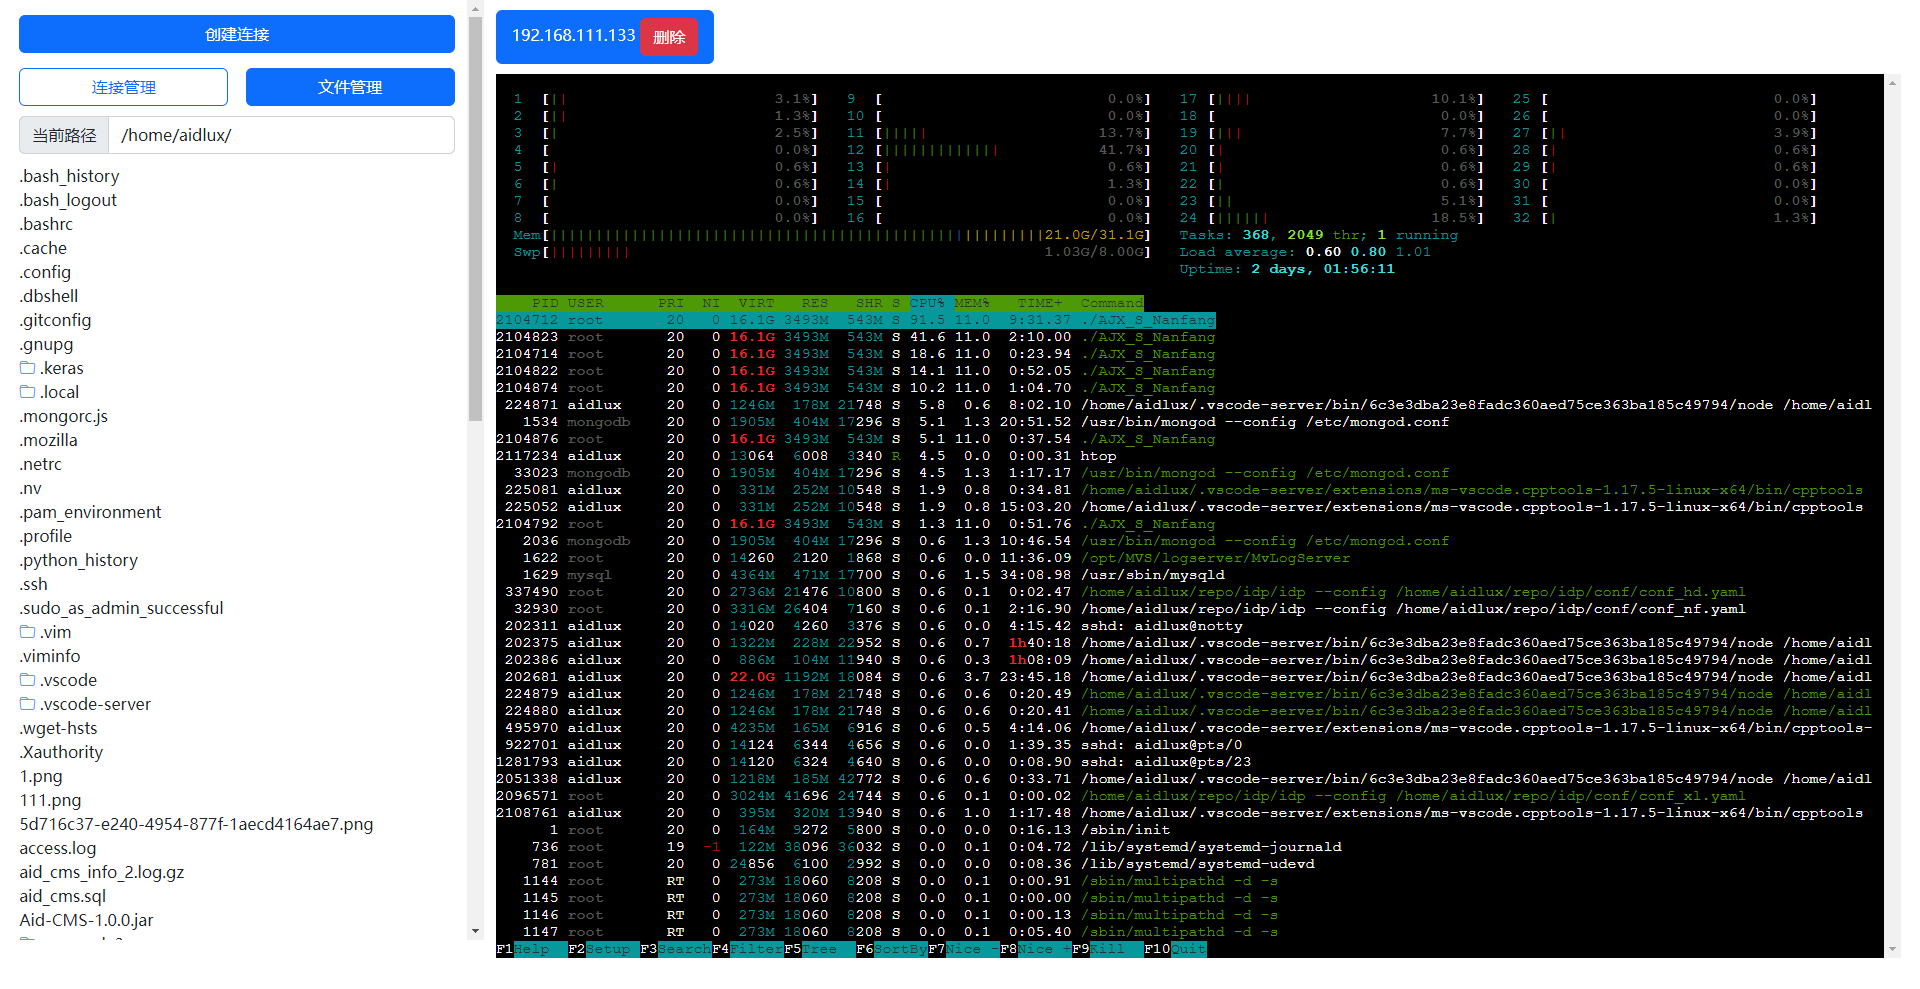 创建连接
连接管理 文件管理
当前路径 /home/aidlux/
.bash_history
.bash_logout
.bashrc
.cache
.config
.dbshell
.gitconfig
.gnupg
.keras
.local
.mongorc.js
.mozilla
.netrc
.nv
.pam_environment
.profile
.python_history
.ssh
.sudo_as_admin_successful
.vim
.viminfo
.vscode
.vscode-server
.wget-hsts
.Xauthority
1.png
111.png
5d716c37-e240-4954-877f-1aecd4164ae7.png
access.log
aid_cms_info_2.log.gz
aid_cms.sql
Aid-CMS-1.0.0.jar
192.168.111.133 删除
1 [|| 3.1%] 9 [ 0.0%] 17 [|||| 10.1%] 25 [ 0.0%]
2 [|| 1.3%] 10 [ 0.0%] 18 [ 0.0%] 26 [ 0.0%]
3 [| 2.5%] 11 [||||| 13.7%] 19 [||| 7.7%] 27 [|| 3.9%]
4 [ 0.0%] 12 [||||||||||||| 41.7%] 20 [| 0.6%] 28 [| 0.6%]
5 [| 0.6%] 13 [| 0.6%] 21 [| 0.6%] 29 [| 0.6%]
6 [| 0.6%] 14 [| 1.3%] 22 [| 0.6%] 30 [ 0.0%]
7 [ 0.0%] 15 [ 0.0%] 23 [|| 5.1%] 31 [ 0.0%]
8 [ 0.0%] 16 [ 0.0%] 24 [|||||| 18.5%] 32 [| 1.3%]
Mem[|||||||||||||||||||||||||||||||||||||||||||||||||||||||21.0G/31.1G] Tasks: 368, 2049 thr; 1 running
Swp[||||||||| 1.03G/8.00G] Load average: 0.60 0.80 1.01
Uptime: 2 days, 01:56:11
PID USER PRI NI VIRT RES SHR S CPU% MEM% TIME+ Command
2104712 root 20 0 16.1G 3493M 543M S 91.5 11.0 9:31.37 ./AJX_S_Nanfang
2104823 root 20 0 16.1G 3493M 543M S 41.6 11.0 2:10.00 ./AJX_S_Nanfang
2104714 root 20 0 16.1G 3493M 543M S 18.6 11.0 0:23.94 ./AJX_S_Nanfang
2104822 root 20 0 16.1G 3493M 543M S 14.1 11.0 0:52.05 ./AJX_S_Nanfang
2104874 root 20 0 16.1G 3493M 543M S 10.2 11.0 1:04.70 ./AJX_S_Nanfang
224871 aidlux 20 0 1246M 178M 21748 S 5.8 0.6 8:02.10 /home/aidlux/.vscode-server/bin/6c3e3dba23e8fadc360aed75ce363ba185c49794/node /home/aidl
1534 mongodb 20 0 1905M 404M 17296 S 5.1 1.3 20:51.52 /usr/bin/mongod --config /etc/mongod.conf
2104876 root 20 0 16.1G 3493M 543M S 5.1 11.0 0:37.54 ./AJX_S_Nanfang
2117234 aidlux 20 0 13064 6008 3340 R 4.5 0.0 0:00.31 htop
33023 mongodb 20 0 1905M 404M 17296 S 4.5 1.3 1:17.17 /usr/bin/mongod --config /etc/mongod.conf
225081 aidlux 20 0 331M 252M 10548 S 1.9 0.8 0:34.81 /home/aidlux/.vscode-server/extensions/ms-vscode.cpptools-1.17.5-linux-x64/bin/cpptools
225052 aidlux 20 0 331M 252M 10548 S 1.9 0.8 15:03.20 /home/aidlux/.vscode-server/extensions/ms-vscode.cpptools-1.17.5-linux-x64/bin/cpptools
2104792 root 20 0 16.1G 3493M 543M S 1.3 11.0 0:51.76 ./AJX_S_Nanfang
2036 mongodb 20 0 1905M 404M 17296 S 0.6 1.3 10:46.54 /usr/bin/mongod --config /etc/mongod.conf
1622 root 20 0 14260 2120 1868 S 0.6 0.0 11:36.09 /opt/MVS/logserver/MvLogServer
1629 mysql 20 0 4364M 471M 17700 S 0.6 1.5 34:08.98 /usr/sbin/mysqld
337490 root 20 0 2736M 21476 10800 S 0.6 0.1 0:02.47 /home/aidlux/repo/idp/idp --config /home/aidlux/repo/idp/conf/conf_hd.yaml
32930 root 20 0 3316M 26404 7160 S 0.6 0.1 2:16.90 /home/aidlux/repo/idp/idp --config /home/aidlux/repo/idp/conf/conf_nf.yaml
202311 aidlux 20 0 14020 4260 3376 S 0.6 0.0 4:15.42 sshd: aidlux@notty
202375 aidlux 20 0 1322M 228M 22952 S 0.6 0.7 1h40:18 /home/aidlux/.vscode-server/bin/6c3e3dba23e8fadc360aed75ce363ba185c49794/node /home/aidl
202386 aidlux 20 0 886M 104M 11940 S 0.6 0.3 1h08:09 /home/aidlux/.vscode-server/bin/6c3e3dba23e8fadc360aed75ce363ba185c49794/node /home/aidl
202681 aidlux 20 0 22.0G 1192M 18084 S 0.6 3.7 23:45.18 /home/aidlux/.vscode-server/bin/6c3e3dba23e8fadc360aed75ce363ba185c49794/node /home/aidl
224879 aidlux 20 0 1246M 178M 21748 S 0.6 0.6 0:20.49 /home/aidlux/.vscode-server/bin/6c3e3dba23e8fadc360aed75ce363ba185c49794/node /home/aidl
224880 aidlux 20 0 1246M 178M 21748 S 0.6 0.6 0:20.41 /home/aidlux/.vscode-server/bin/6c3e3dba23e8fadc360aed75ce363ba185c49794/node /home/aidl
495970 aidlux 20 0 4235M 165M 6916 S 0.6 0.5 4:14.06 /home/aidlux/.vscode-server/extensions/ms-vscode.cpptools-1.17.5-linux-x64/bin/cpptools-
922701 aidlux 20 0 14124 6344 4656 S 0.6 0.0 1:39.35 sshd: aidlux@pts/0
1281793 aidlux 20 0 14120 6324 4640 S 0.6 0.0 0:08.90 sshd: aidlux@pts/23
2051338 aidlux 20 0 1218M 185M 42772 S 0.6 0.6 0:33.71 /home/aidlux/.vscode-server/bin/6c3e3dba23e8fadc360aed75ce363ba185c49794/node /home/aidl
2096571 root 20 0 3024M 41696 24744 S 0.6 0.1 0:00.02 /home/aidlux/repo/idp/idp --config /home/aidlux/repo/idp/conf/conf_xl.yaml
2108761 aidlux 20 0 395M 320M 13940 S 0.6 1.0 1:17.48 /home/aidlux/.vscode-server/extensions/ms-vscode.cpptools-1.17.5-linux-x64/bin/cpptools
1 root 20 0 164M 9272 5800 S 0.0 0.0 0:16.13 /sbin/init
736 root 19 -1 122M 38096 36032 S 0.0 0.1 0:04.72 /lib/systemd/systemd-journald
781 root 20 0 24856 6100 2992 S 0.0 0.0 0:08.36 /lib/systemd/systemd-udevd
1144 root RT 0 273M 18060 8208 S 0.0 0.1 0:00.91 /sbin/multipathd -d -s
1145 root RT 0 273M 18060 8208 S 0.0 0.1 0:00.00 /sbin/multipathd -d -s
1146 root RT 0 273M 18060 8208 S 0.0 0.1 0:00.13 /sbin/multipathd -d -s
1147 root RT 0 273M 18060 8208 S 0.0 0.1 0:05.40 /sbin/multipathd -d -s
F1Help F2Setup F3SearchF4FilterF5Tree F6SortByF7Nice -F8Nice +F9Kill F10Quit